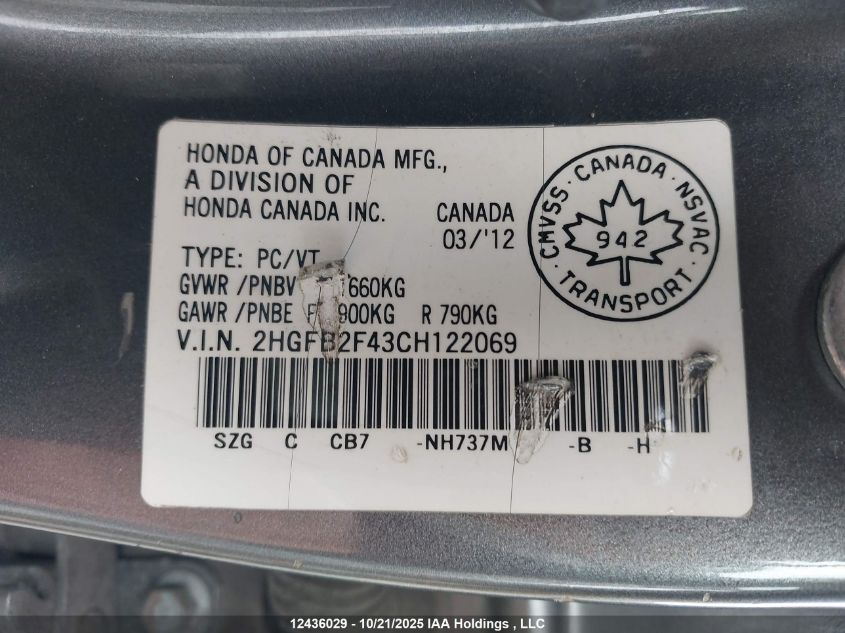 HONDA OF CANADA MFG.,
A DIVISION OF
HONDA CANADA INC. CANADA
03/'12
CMVSS · CANADA · NSVAC · TRANSPORT ·
942
TYPE: PC/VT
GVWR /PNBV 660KG
GAWR /PNBE F 900KG R 790KG
V.I.N. 2HGFB2F43CH122069
SZG C CB7 -NH737M -B -H
12436029 - 10/21/2025 IAA Holdings , LLC